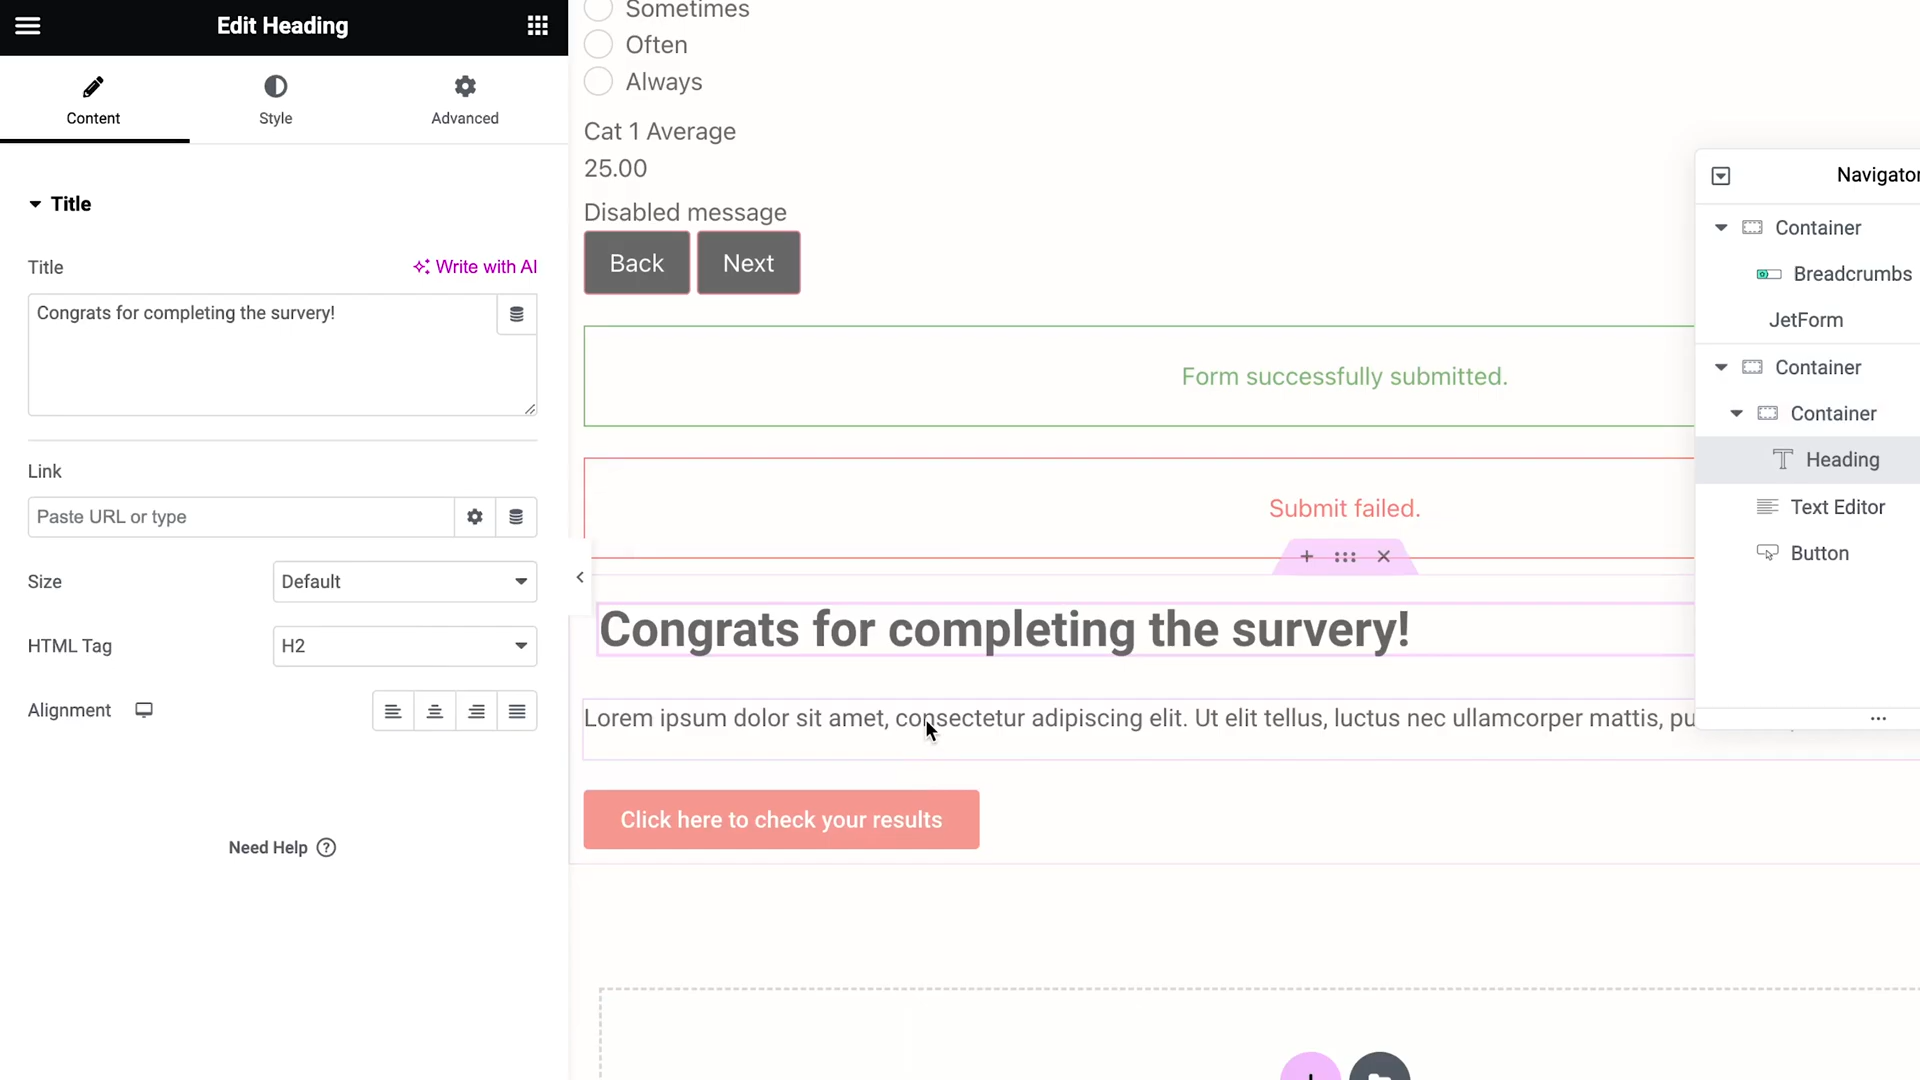 Edit Heading
Content
Style
Advanced
Title
Title
Write with AI
Congrats for completing the survery!
Link
Paste URL or type
Size
Default
HTML Tag
H2
Alignment
Need Help
Sometimes
Often
Always
Cat 1 Average
25.00
Disabled message
Back
Next
Form successfully submitted.
Submit failed.
Congrats for completing the survery!
Lorem ipsum dolor sit amet, consectetur adipiscing elit. Ut elit tellus, luctus nec ullamcorper mattis, pu
Click here to check your results
Navigator
Container
Breadcrumbs
JetForm
Container
Container
Heading
Text Editor
Button